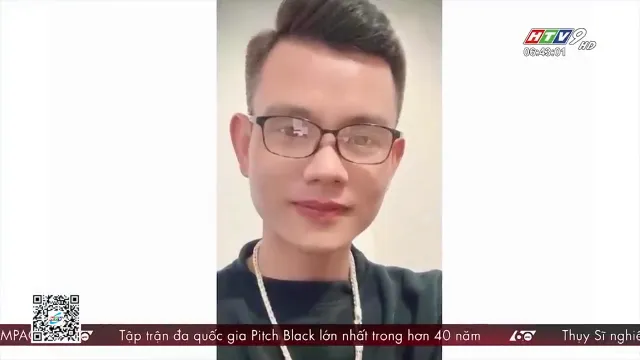 HTV9 HD
06:43:01
MPAC
Tập trận đa quốc gia Pitch Black lớn nhất trong hơn 40 năm
Thụy Sĩ nghiê